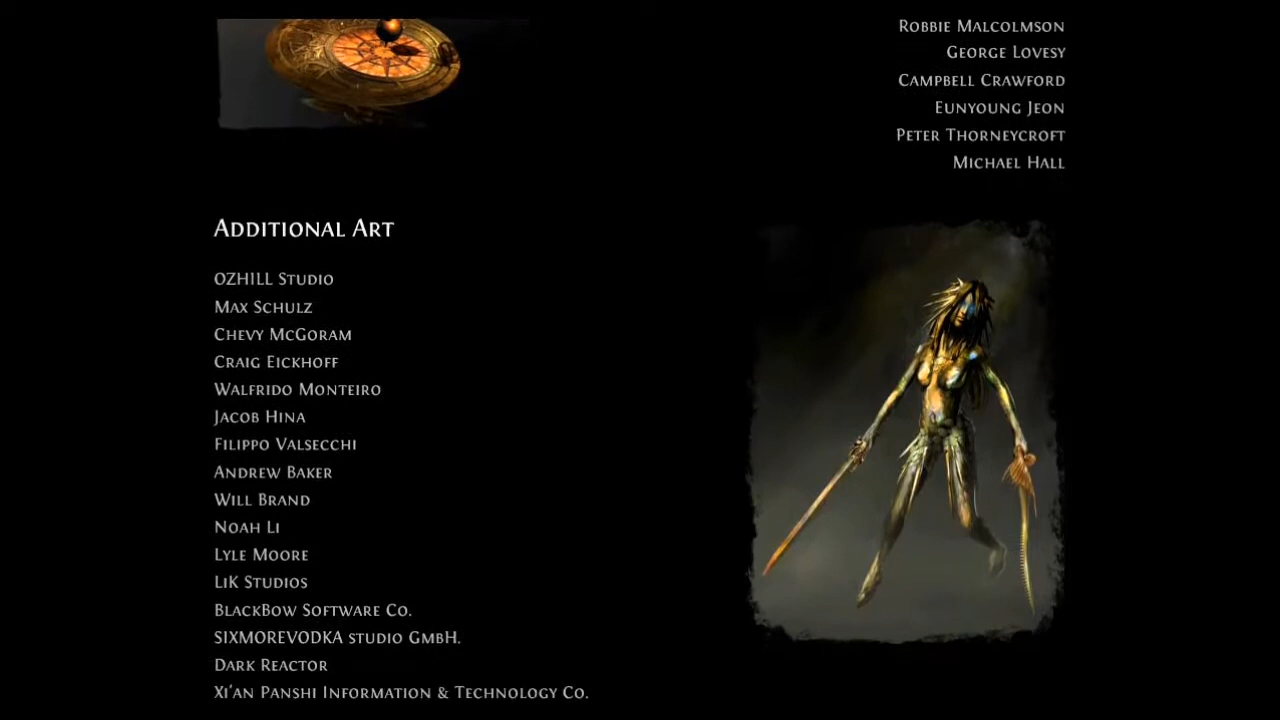 Robbie Malcolmson
George Lovesy
Campbell Crawford
Eunyoung Jeon
Peter Thorneycroft
Michael Hall
Additional Art
OZHILL Studio
Max Schulz
Chevy McGoram
Craig Eickhoff
Walfrido Monteiro
Jacob Hina
Filippo Valsecchi
Andrew Baker
Will Brand
Noah Li
Lyle Moore
LiK Studios
BlackBow Software Co.
SIXMOREVODKA studio GmbH.
Dark Reactor
Xi'an Panshi Information & Technology Co.